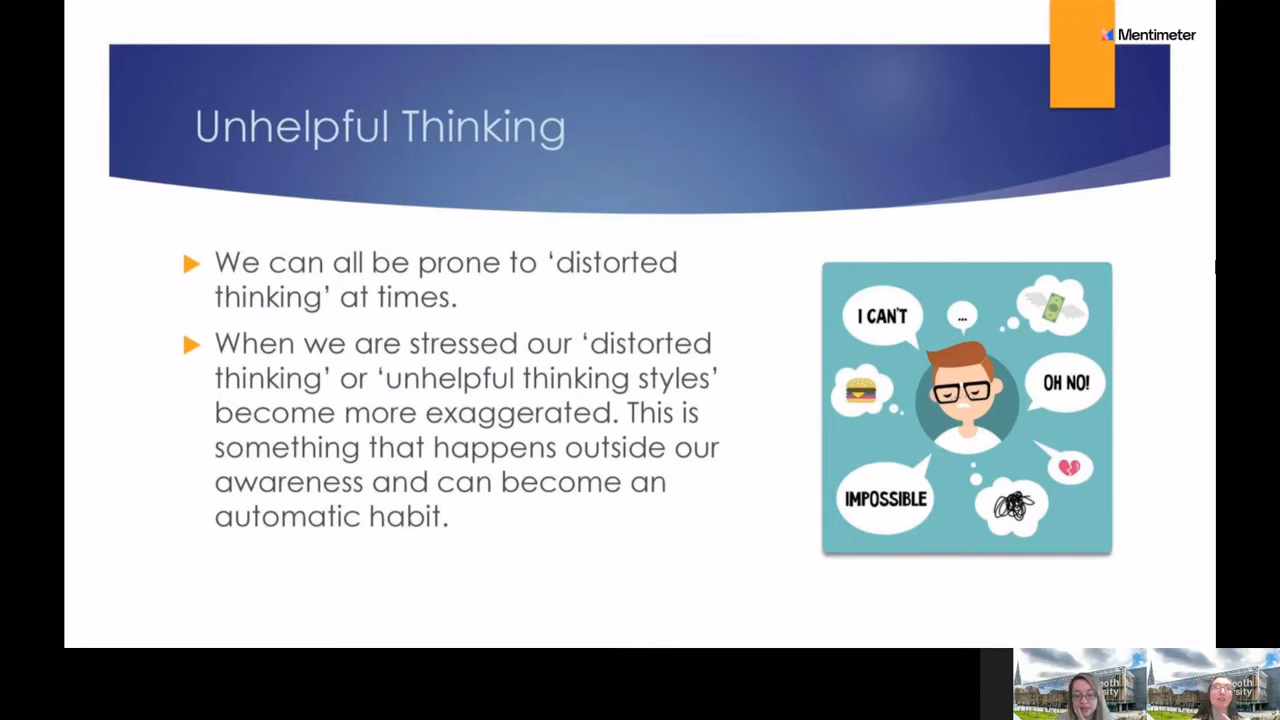 Mentimeter
Unhelpful Thinking
We can all be prone to ‘distorted
thinking’ at times.
When we are stressed our ‘distorted
thinking’ or ‘unhelpful thinking styles’
become more exaggerated. This is
something that happens outside our
awareness and can become an
automatic habit.
I CAN'T
...
OH NO!
IMPOSSIBLE